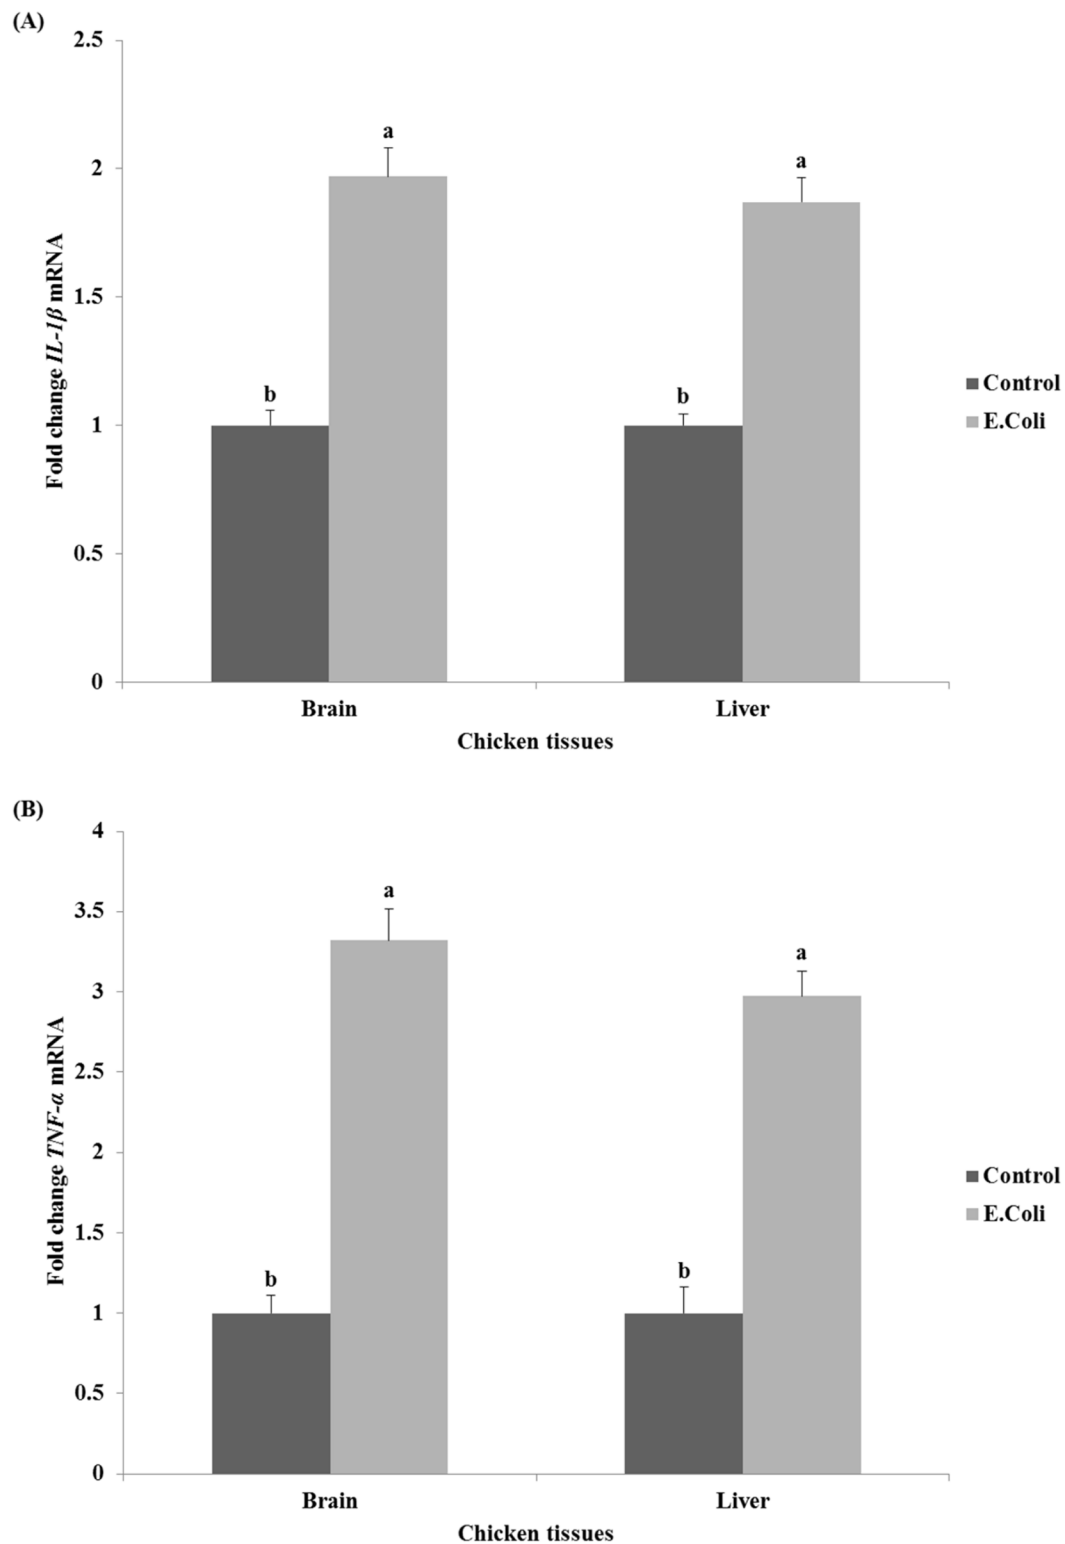 (A)
2.5
2
1.5
1
0.5
0
Fold change IL-1β mRNA
b
a
b
a
Brain
Liver
Chicken tissues
Control
E.Coli
(B)
4
3.5
3
2.5
2
1.5
1
0.5
0
Fold change TNF-α mRNA
b
a
b
a
Brain
Liver
Chicken tissues
Control
E.Coli